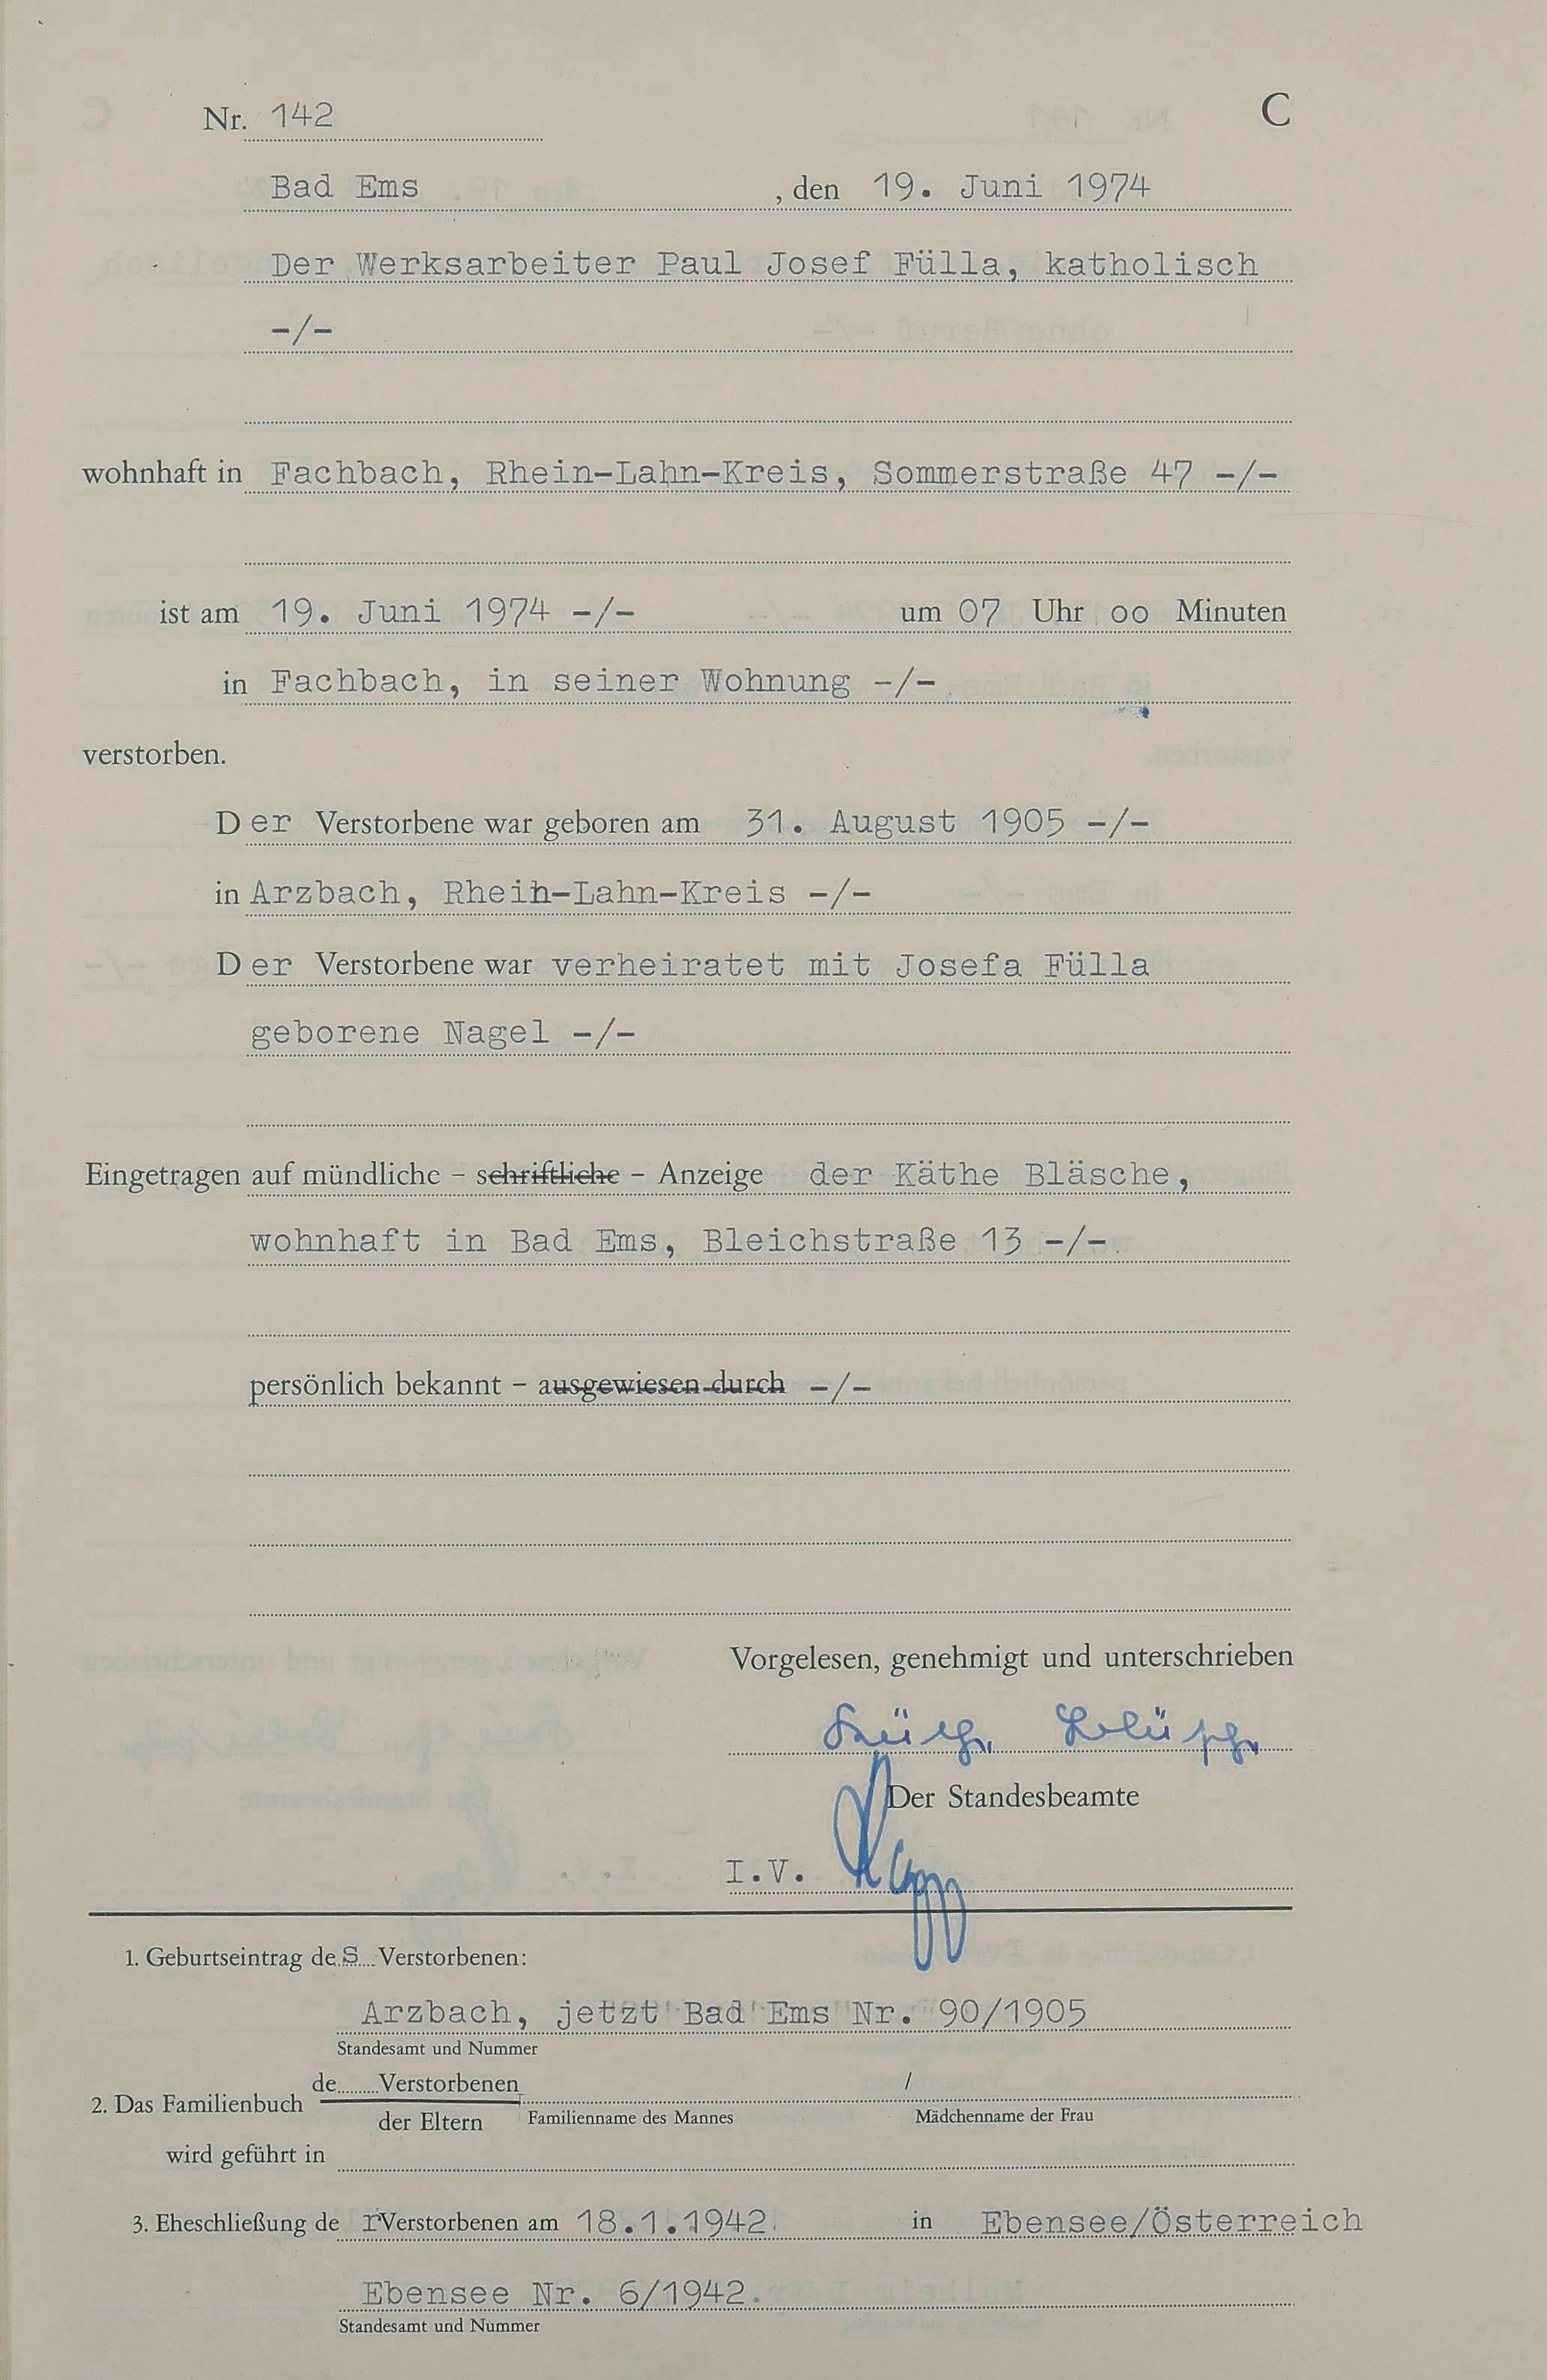 Nr. 142 C
Bad Ems , den 19. Juni 1974
Der Werksarbeiter Paul Josef Fülla, katholisch
-/-
wohnhaft in Fachbach, Rhein-Lahn-Kreis, Sommerstraße 47 -/-
ist am 19. Juni 1974 -/- um 07 Uhr oo Minuten
in Fachbach, in seiner Wohnung -/-
verstorben.
Der Verstorbene war geboren am 31. August 1905 -/-
in Arzbach, Rhein-Lahn-Kreis -/-
Der Verstorbene war verheiratet mit Josefa Fülla
geborene Nagel -/-
Eingetragen auf mündliche - schriftliche - Anzeige der Käthe Bläsche,
wohnhaft in Bad Ems, Bleichstraße 13 -/-
persönlich bekannt - ausgewiesen durch -/-
Vorgelesen, genehmigt und unterschrieben
Der Standesbeamte
I.V.
1. Geburtseintrag des Verstorbenen:
Arzbach, jetzt Bad Ems Nr. 90/1905
Standesamt und Nummer
de Verstorbenen /
2. Das Familienbuch
der Eltern Familienname des Mannes Mädchenname der Frau
wird geführt in
3. Eheschließung de r Verstorbenen am 18.1.1942 in Ebensee/Österreich
Ebensee Nr. 6/1942.
Standesamt und Nummer